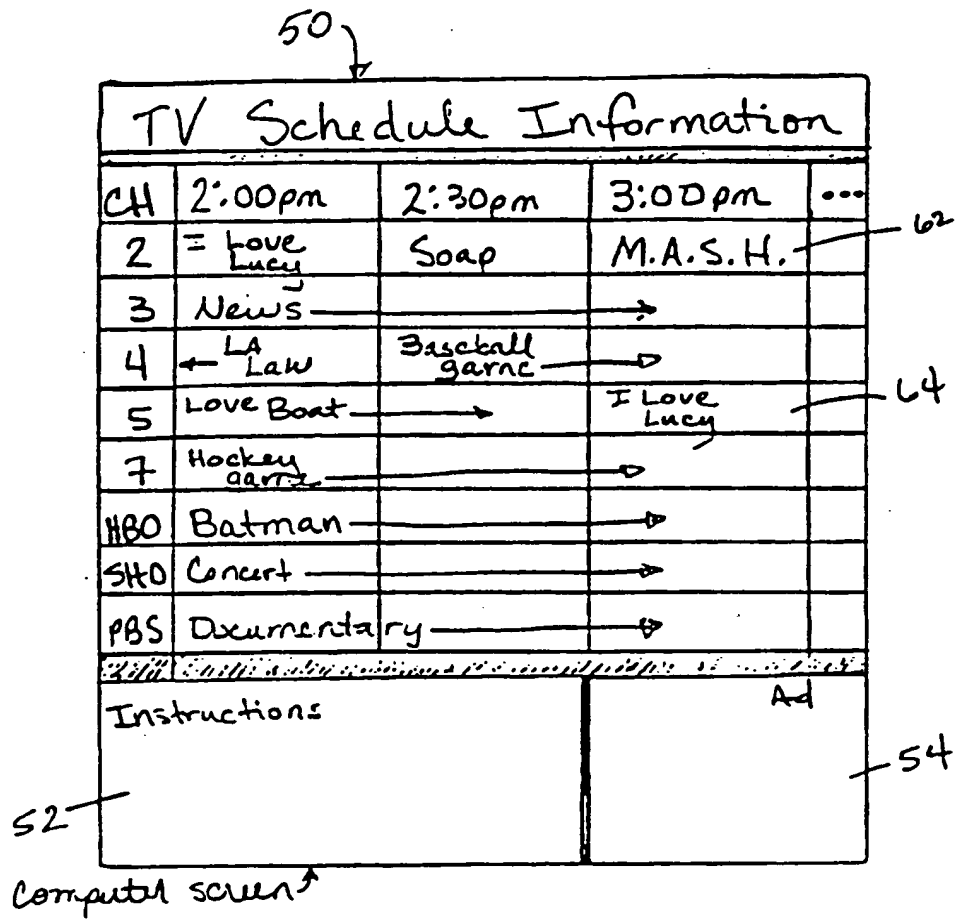 50
TV Schedule Information
CH 2:00pm 2:30pm 3:00pm ...
62
2 I Love Lucy Soap M.A.S.H.
3 News
4 LA Law Baseball game
5 Love Boat I Love Lucy
64
7 Hockey game
HBO Batman
SHO Concert
PBS Documentary
Instructions Ad
54
52
Computer screen